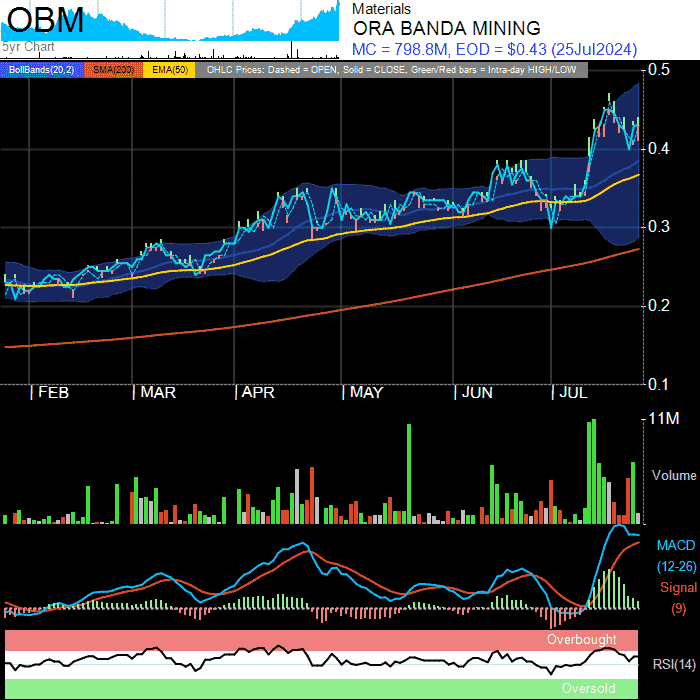 OBM
5yr Chart
Materials
ORA BANDA MINING
MC = 798.8M, EOD = $0.43 (25Jul2024)
BollBands(20,2) SMA(200) EMA(50) OHLC Prices: Dashed = OPEN, Solid = CLOSE, Green/Red bars = Intra-day HIGH/LOW
0.5
0.4
0.3
0.2
0.1
FEB MAR APR MAY JUN JUL
11M
Volume
MACD
(12-26)
Signal
(9)
Overbought
RSI(14)
Oversold